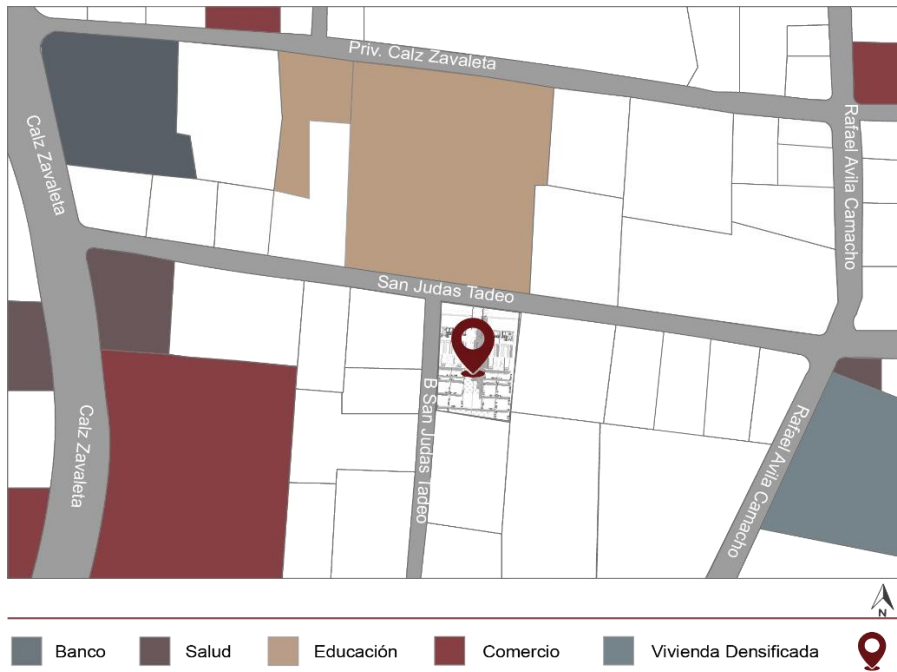 Priv. Calz Zavaleta
Calz Zavaleta
Rafael Avila Camacho
San Judas Tadeo
B San Judas Tadeo
Calz Zavaleta
Rafael Avila Camacho
N
Banco
Salud
Educación
Comercio
Vivienda Densificada